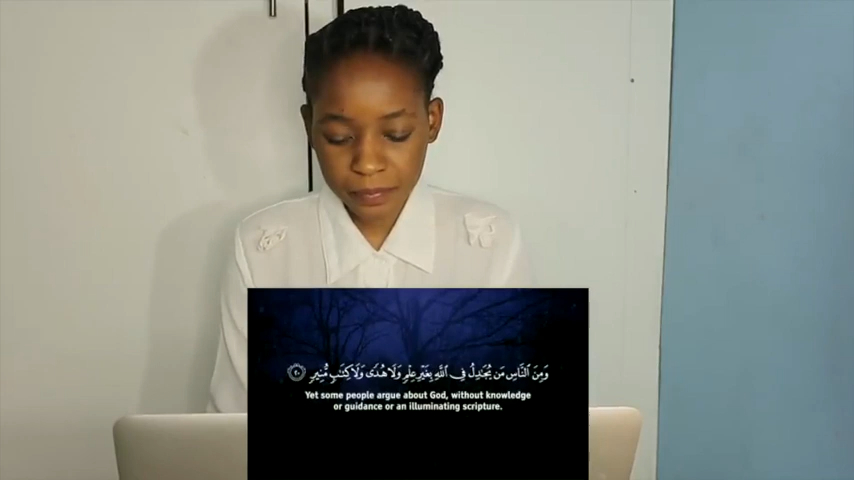 وَمِنَ ٱلنَّاسِ مَن يُجَـٰدِلُ فِى ٱللَّهِ بِغَيْرِ عِلْمٍ وَلَا هُدًى وَلَا كِتَـٰبٍ مُّنِيرٍ ٢٠
Yet some people argue about God, without knowledge
or guidance or an illuminating scripture.